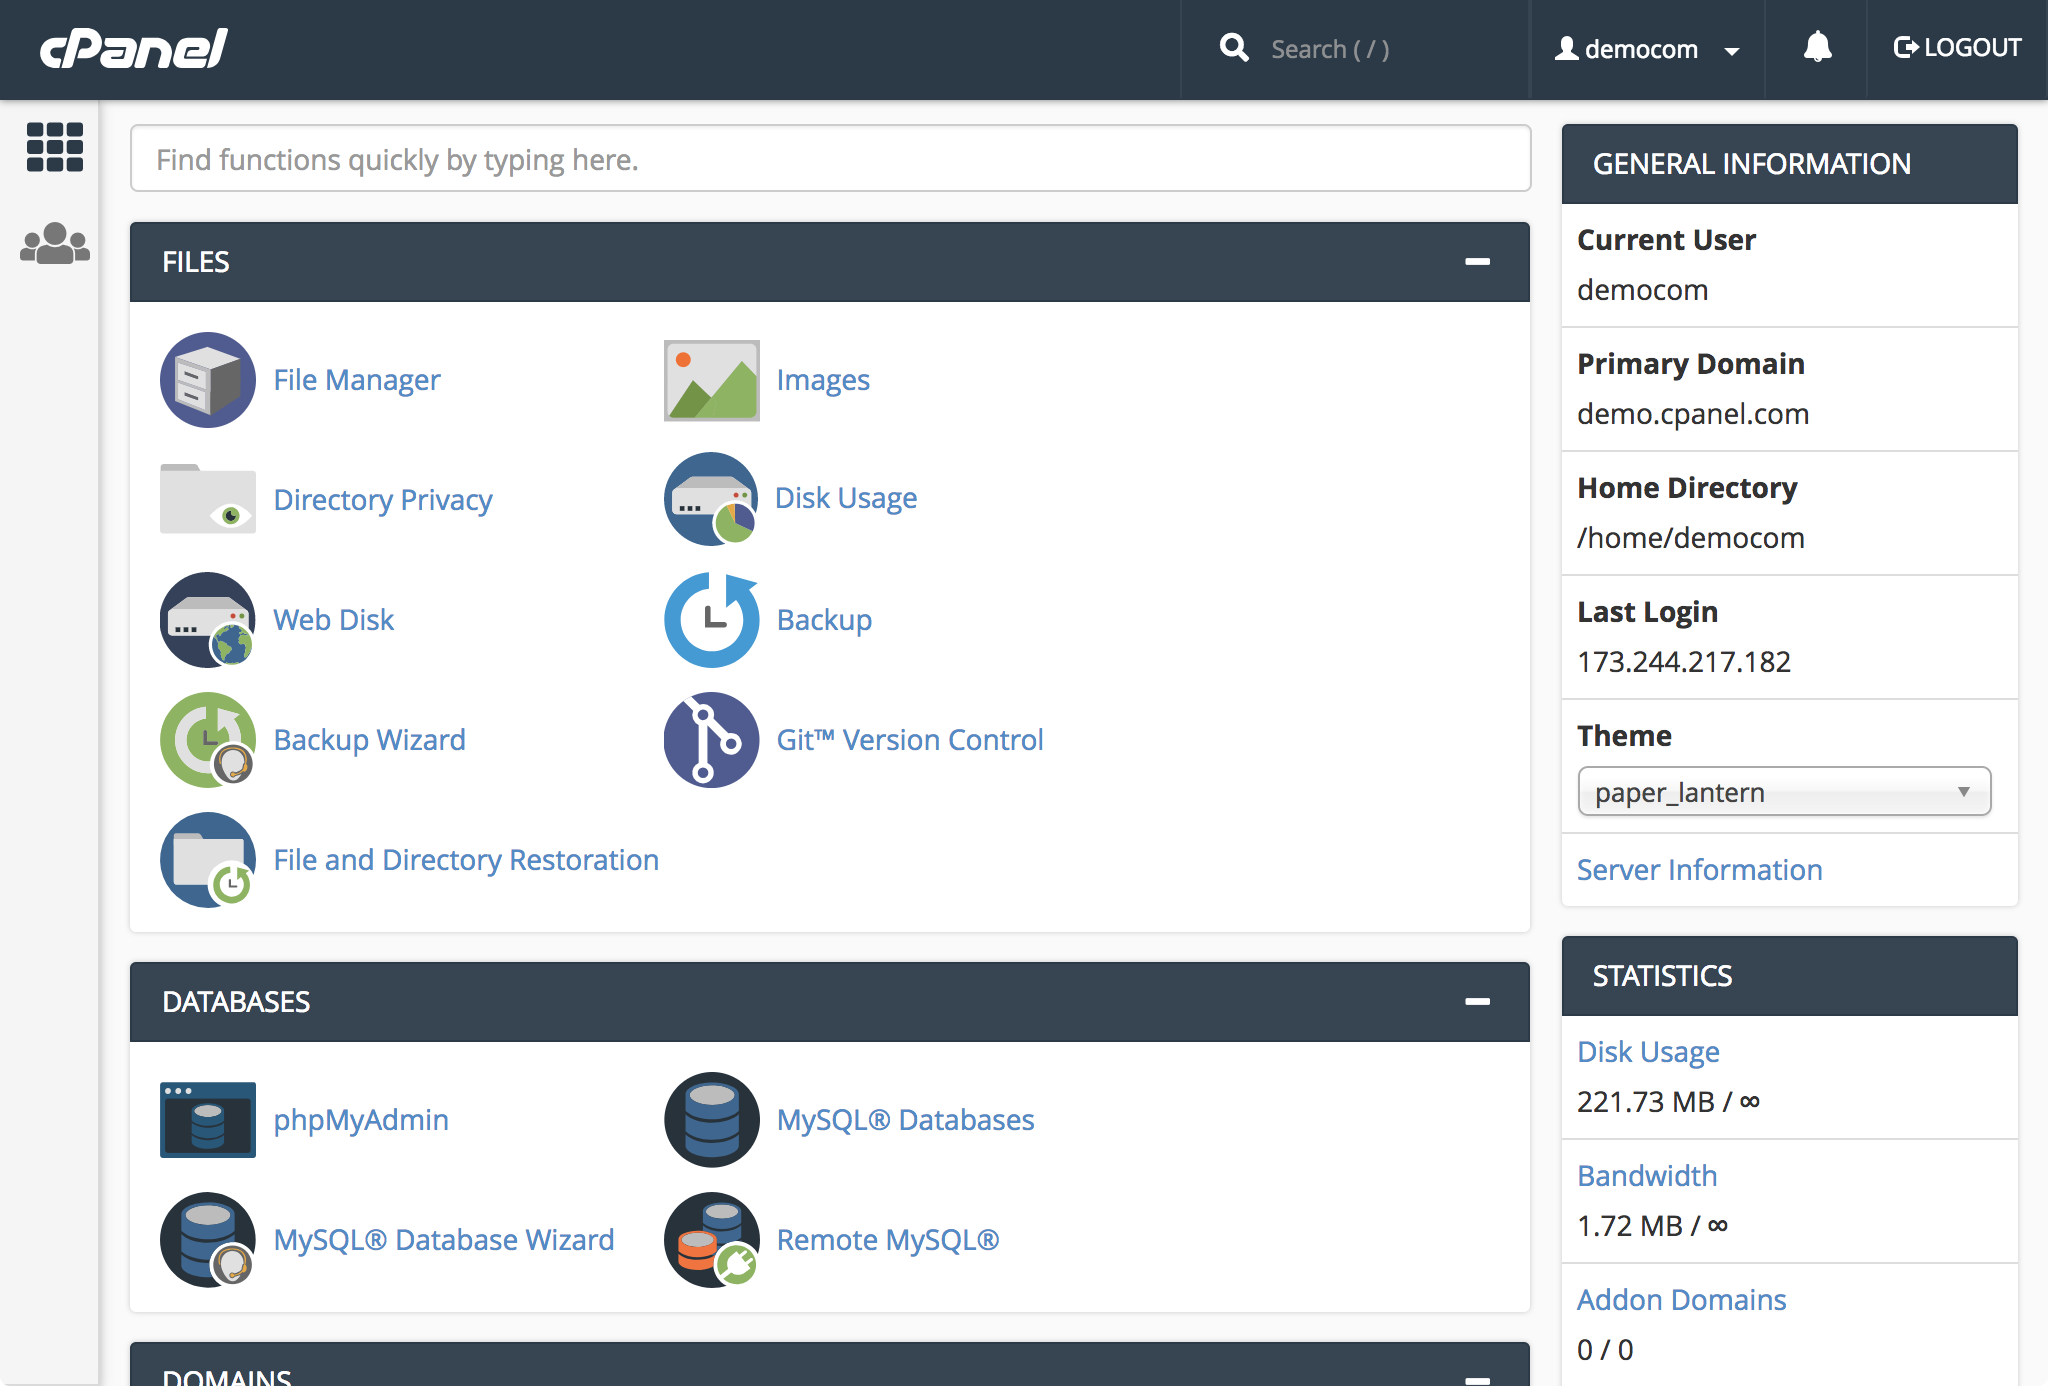 cPanel
Search ( / )
democom
LOGOUT
Find functions quickly by typing here.
FILES
File Manager
Images
Directory Privacy
Disk Usage
Web Disk
Backup
Backup Wizard
Git™ Version Control
File and Directory Restoration
DATABASES
phpMyAdmin
MySQL® Databases
MySQL® Database Wizard
Remote MySQL®
DOMAINS
GENERAL INFORMATION
Current User
democom
Primary Domain
demo.cpanel.com
Home Directory
/home/democom
Last Login
173.244.217.182
Theme
paper_lantern
Server Information
STATISTICS
Disk Usage
221.73 MB / ∞
Bandwidth
1.72 MB / ∞
Addon Domains
0 / 0